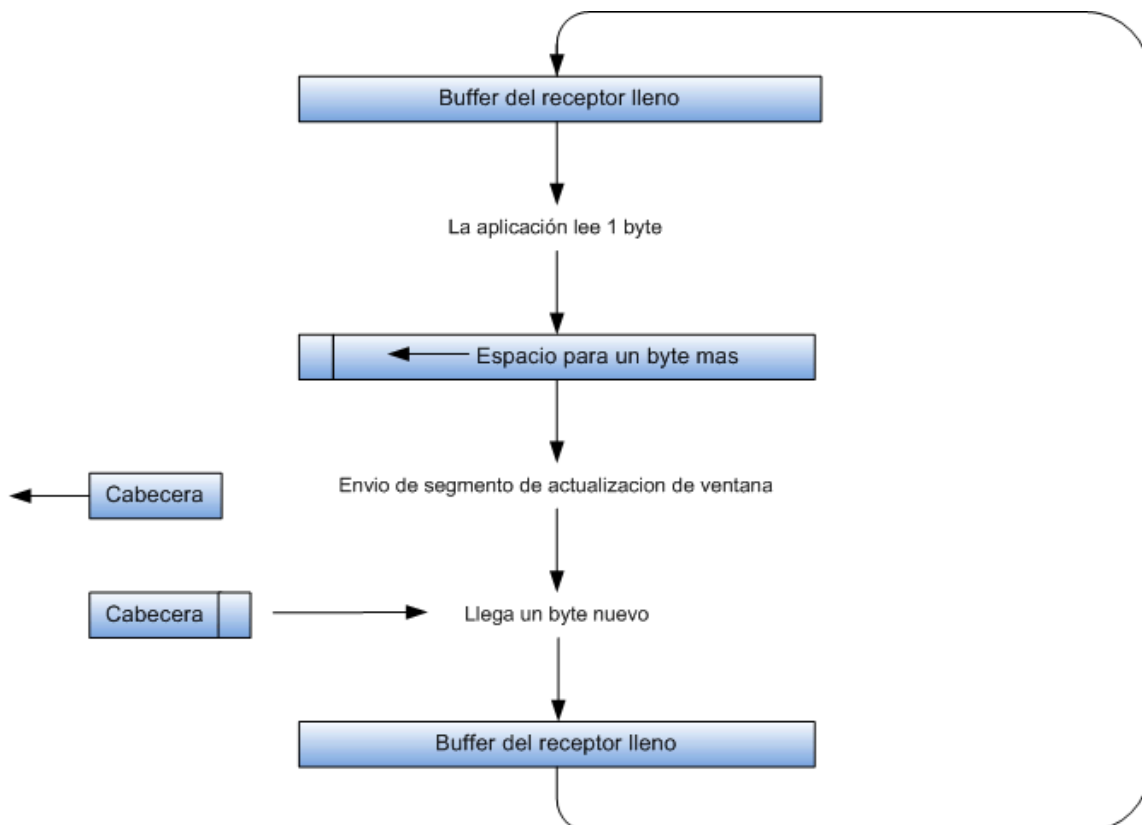 Buffer del receptor lleno
La aplicación lee 1 byte
Espacio para un byte mas
Cabecera
Envio de segmento de actualizacion de ventana
Cabecera
Llega un byte nuevo
Buffer del receptor lleno